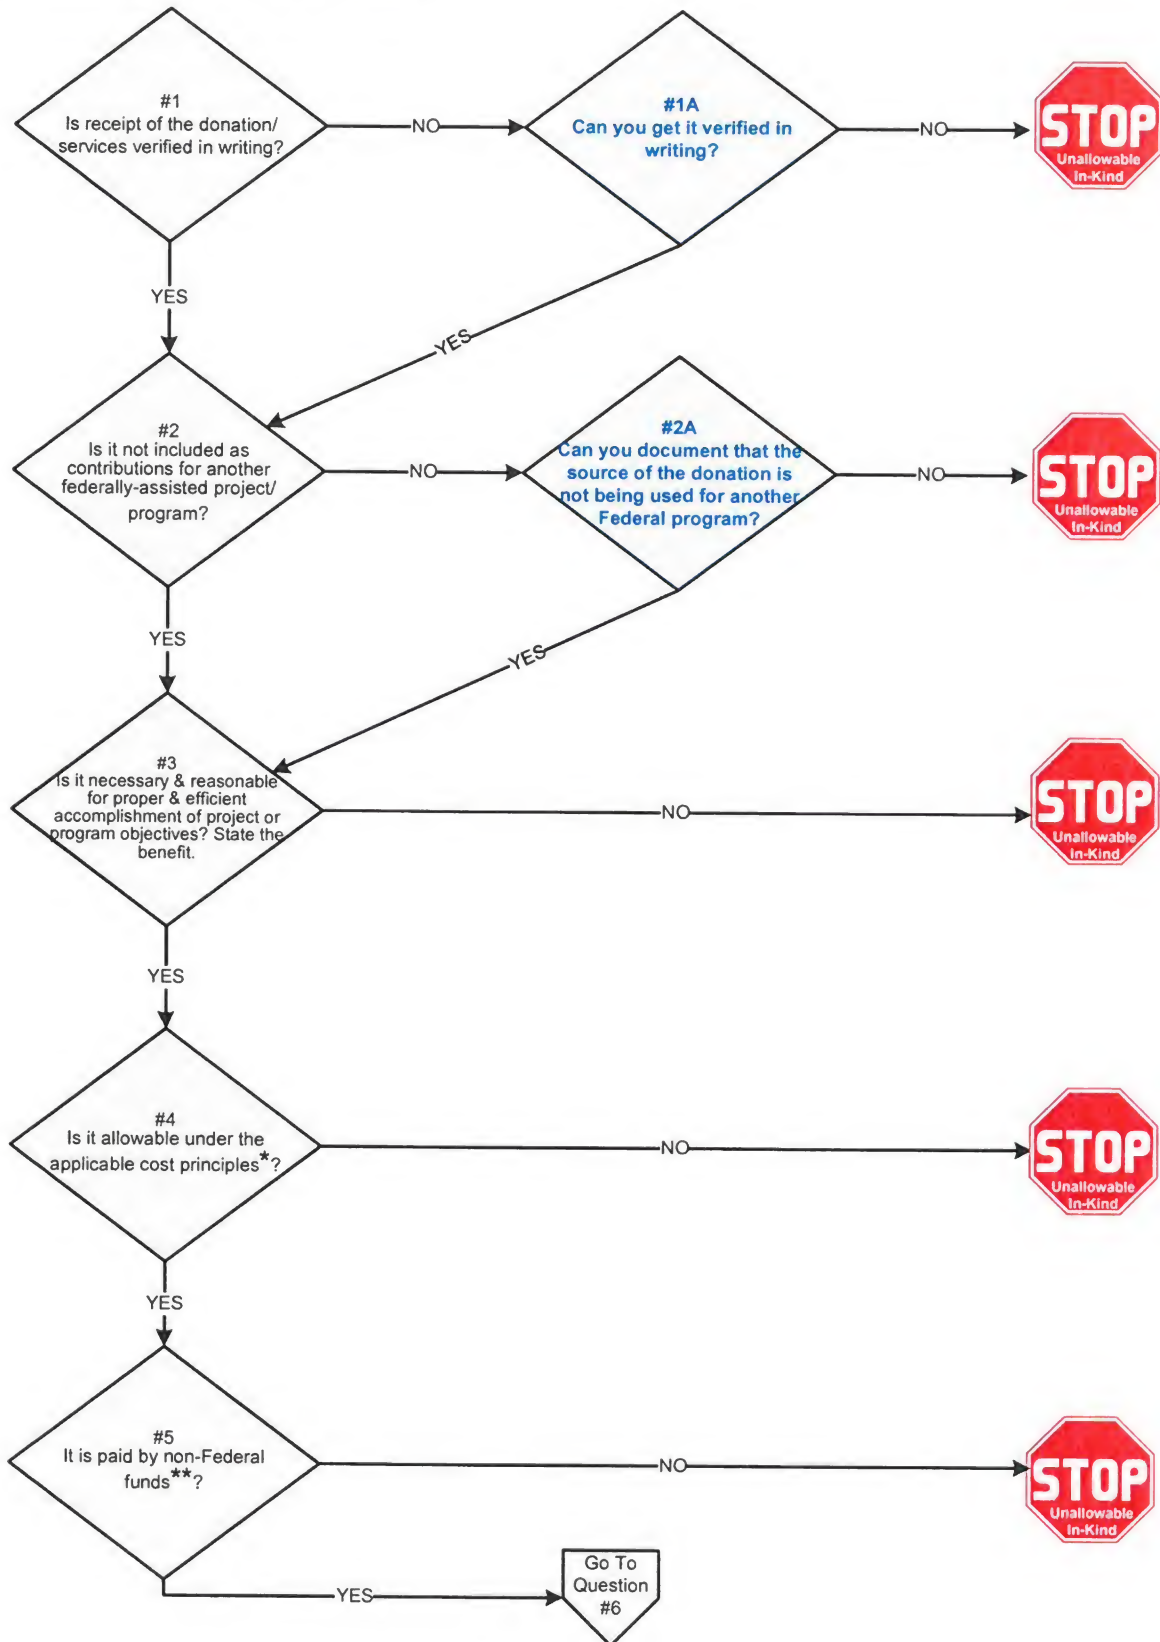 #1
Is receipt of the donation/
services verified in writing?
NO
#1A
Can you get it verified in
writing?
NO
STOP
Unallowable
In-Kind
YES
YES
#2
Is it not included as
contributions for another
federally-assisted project/
program?
NO
#2A
Can you document that the
source of the donation is
not being used for another
Federal program?
NO
STOP
Unallowable
In-Kind
YES
YES
#3
Is it necessary & reasonable
for proper & efficient
accomplishment of project or
program objectives? State the
benefit.
NO
STOP
Unallowable
In-Kind
YES
#4
Is it allowable under the
applicable cost principles*?
NO
STOP
Unallowable
In-Kind
YES
#5
It is paid by non-Federal
funds**?
NO
STOP
Unallowable
In-Kind
YES
Go To
Question
#6